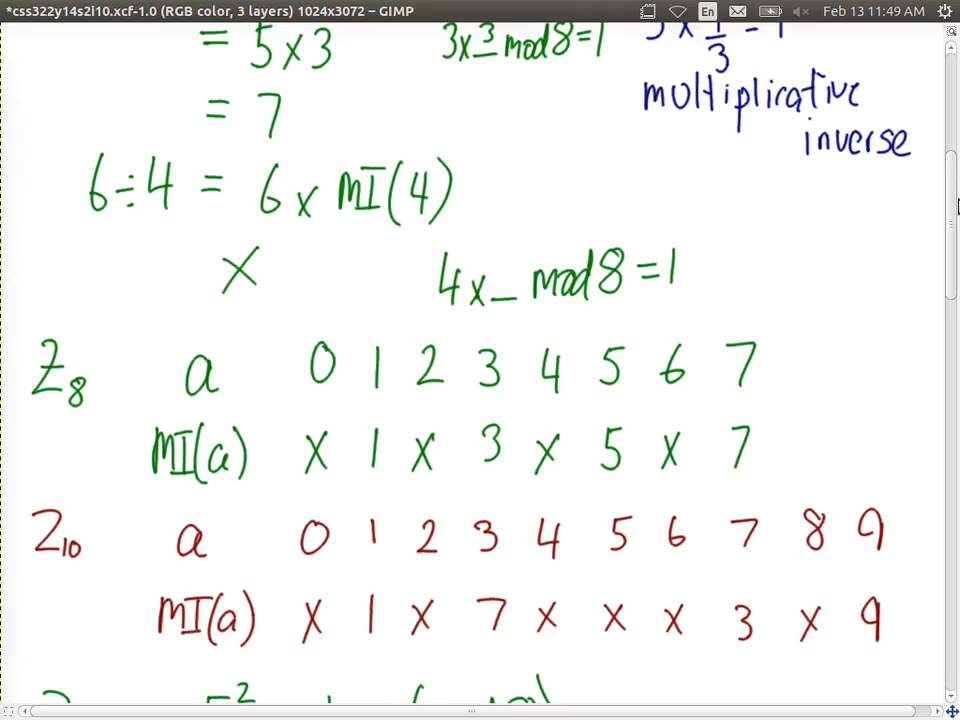 *css322y14s2i10.xcf-1.0 (RGB color, 3 layers) 1024x3072 – GIMP
En
Feb 13 11:49 AM
= 5 x 3
3 x 3 mod 8 = 1
= 7
multiplicative
inverse
6 ÷ 4 = 6 x MI(4)
X
4 x _ mod 8 = 1
Z8 a 0 1 2 3 4 5 6 7
MI(a) X 1 X 3 X 5 X 7
Z10 a 0 1 2 3 4 5 6 7 8 9
MI(a) X 1 X 7 X X X 3 X 9